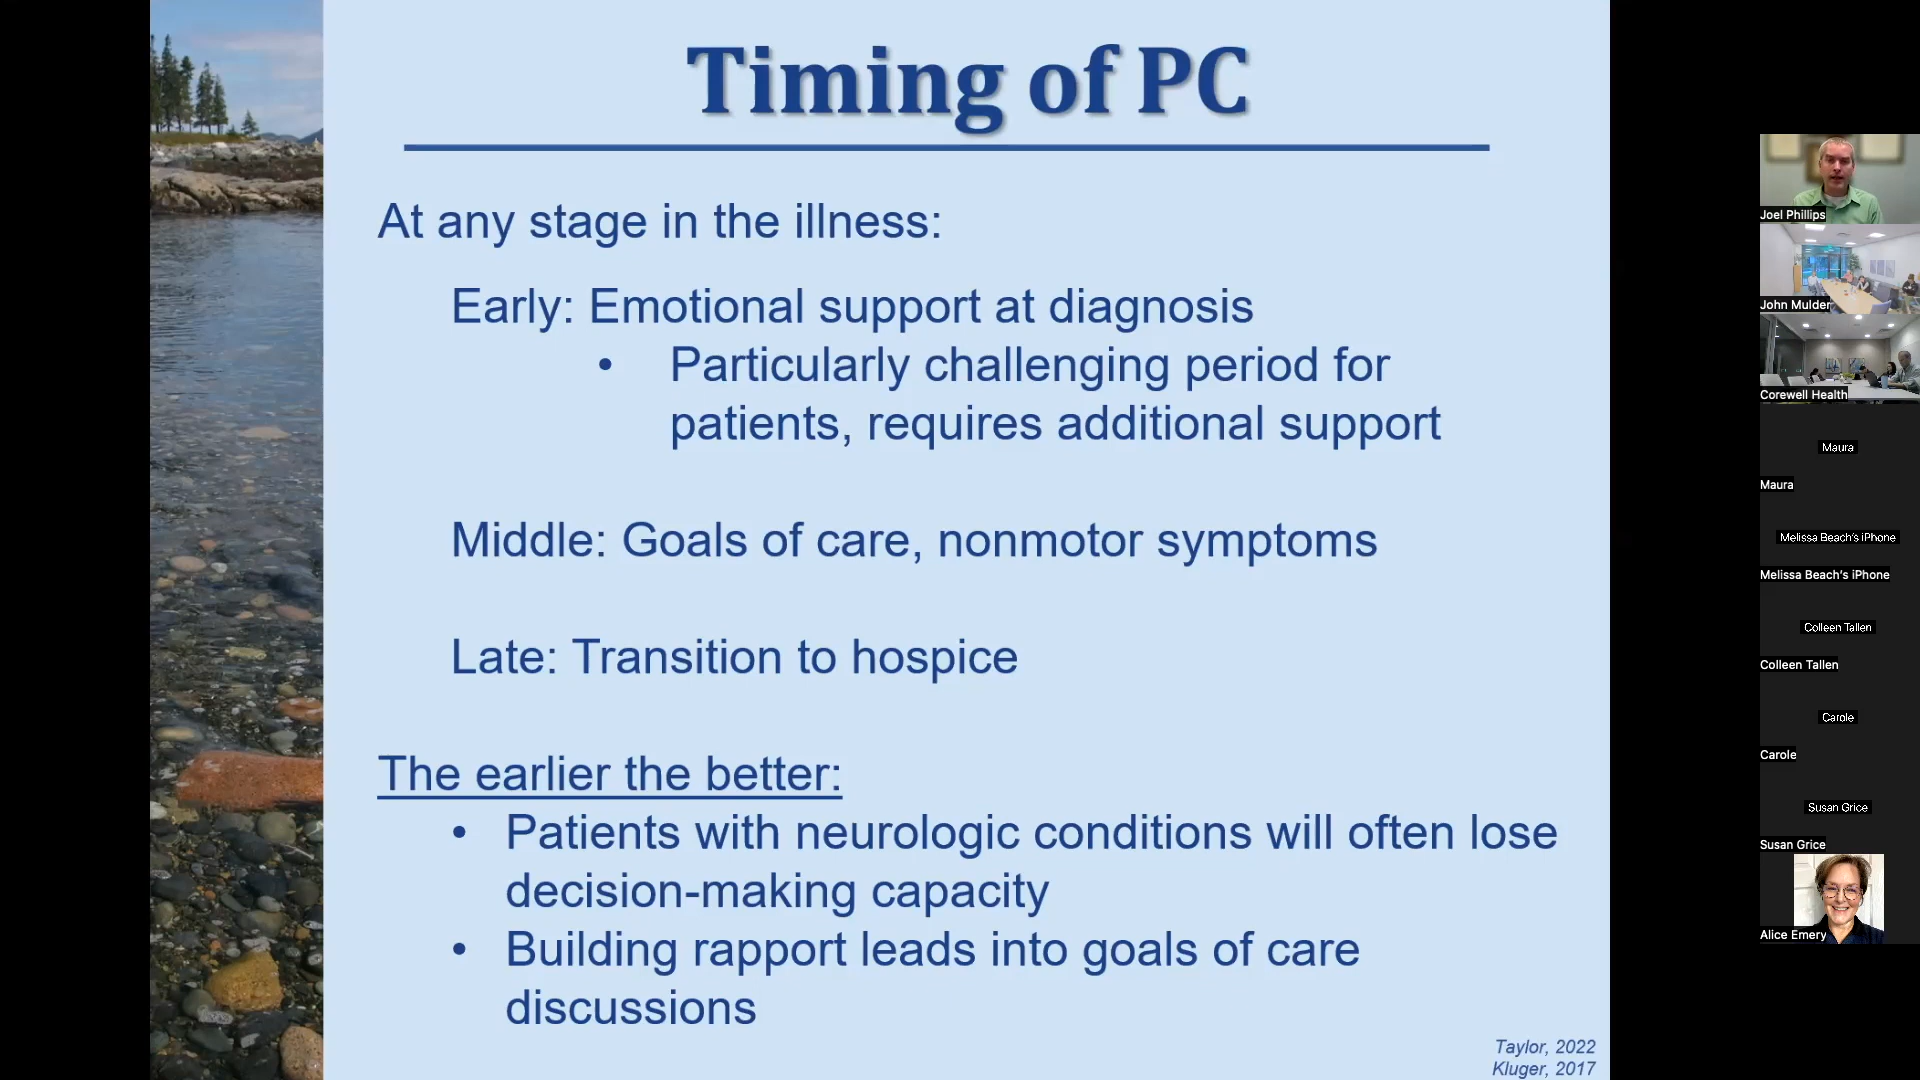 Timing of PC
At any stage in the illness:
Early: Emotional support at diagnosis
• Particularly challenging period for
patients, requires additional support
Middle: Goals of care, nonmotor symptoms
Late: Transition to hospice
The earlier the better:
• Patients with neurologic conditions will often lose
decision-making capacity
• Building rapport leads into goals of care
discussions
Taylor, 2022
Kluger, 2017
Joel Phillips
John Mulder
Corewell Health
Maura
Maura
Melissa Beach's iPhone
Melissa Beach's iPhone
Colleen Tallen
Colleen Tallen
Carole
Carole
Susan Grice
Susan Grice
Alice Emery